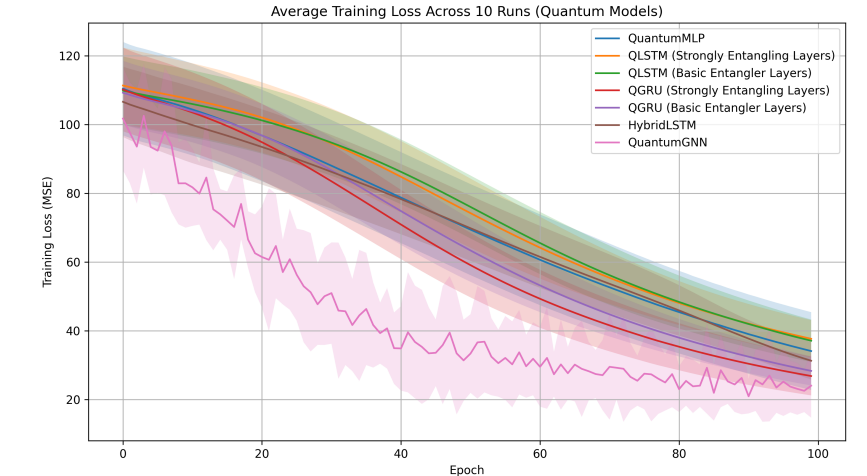 Average Training Loss Across 10 Runs (Quantum Models)
QuantumMLP
QLSTM (Strongly Entangling Layers)
QLSTM (Basic Entangler Layers)
QGRU (Strongly Entangling Layers)
QGRU (Basic Entangler Layers)
HybridLSTM
QuantumGNN
Training Loss (MSE)
120
100
80
60
40
20
0 20 40 60 80 100
Epoch